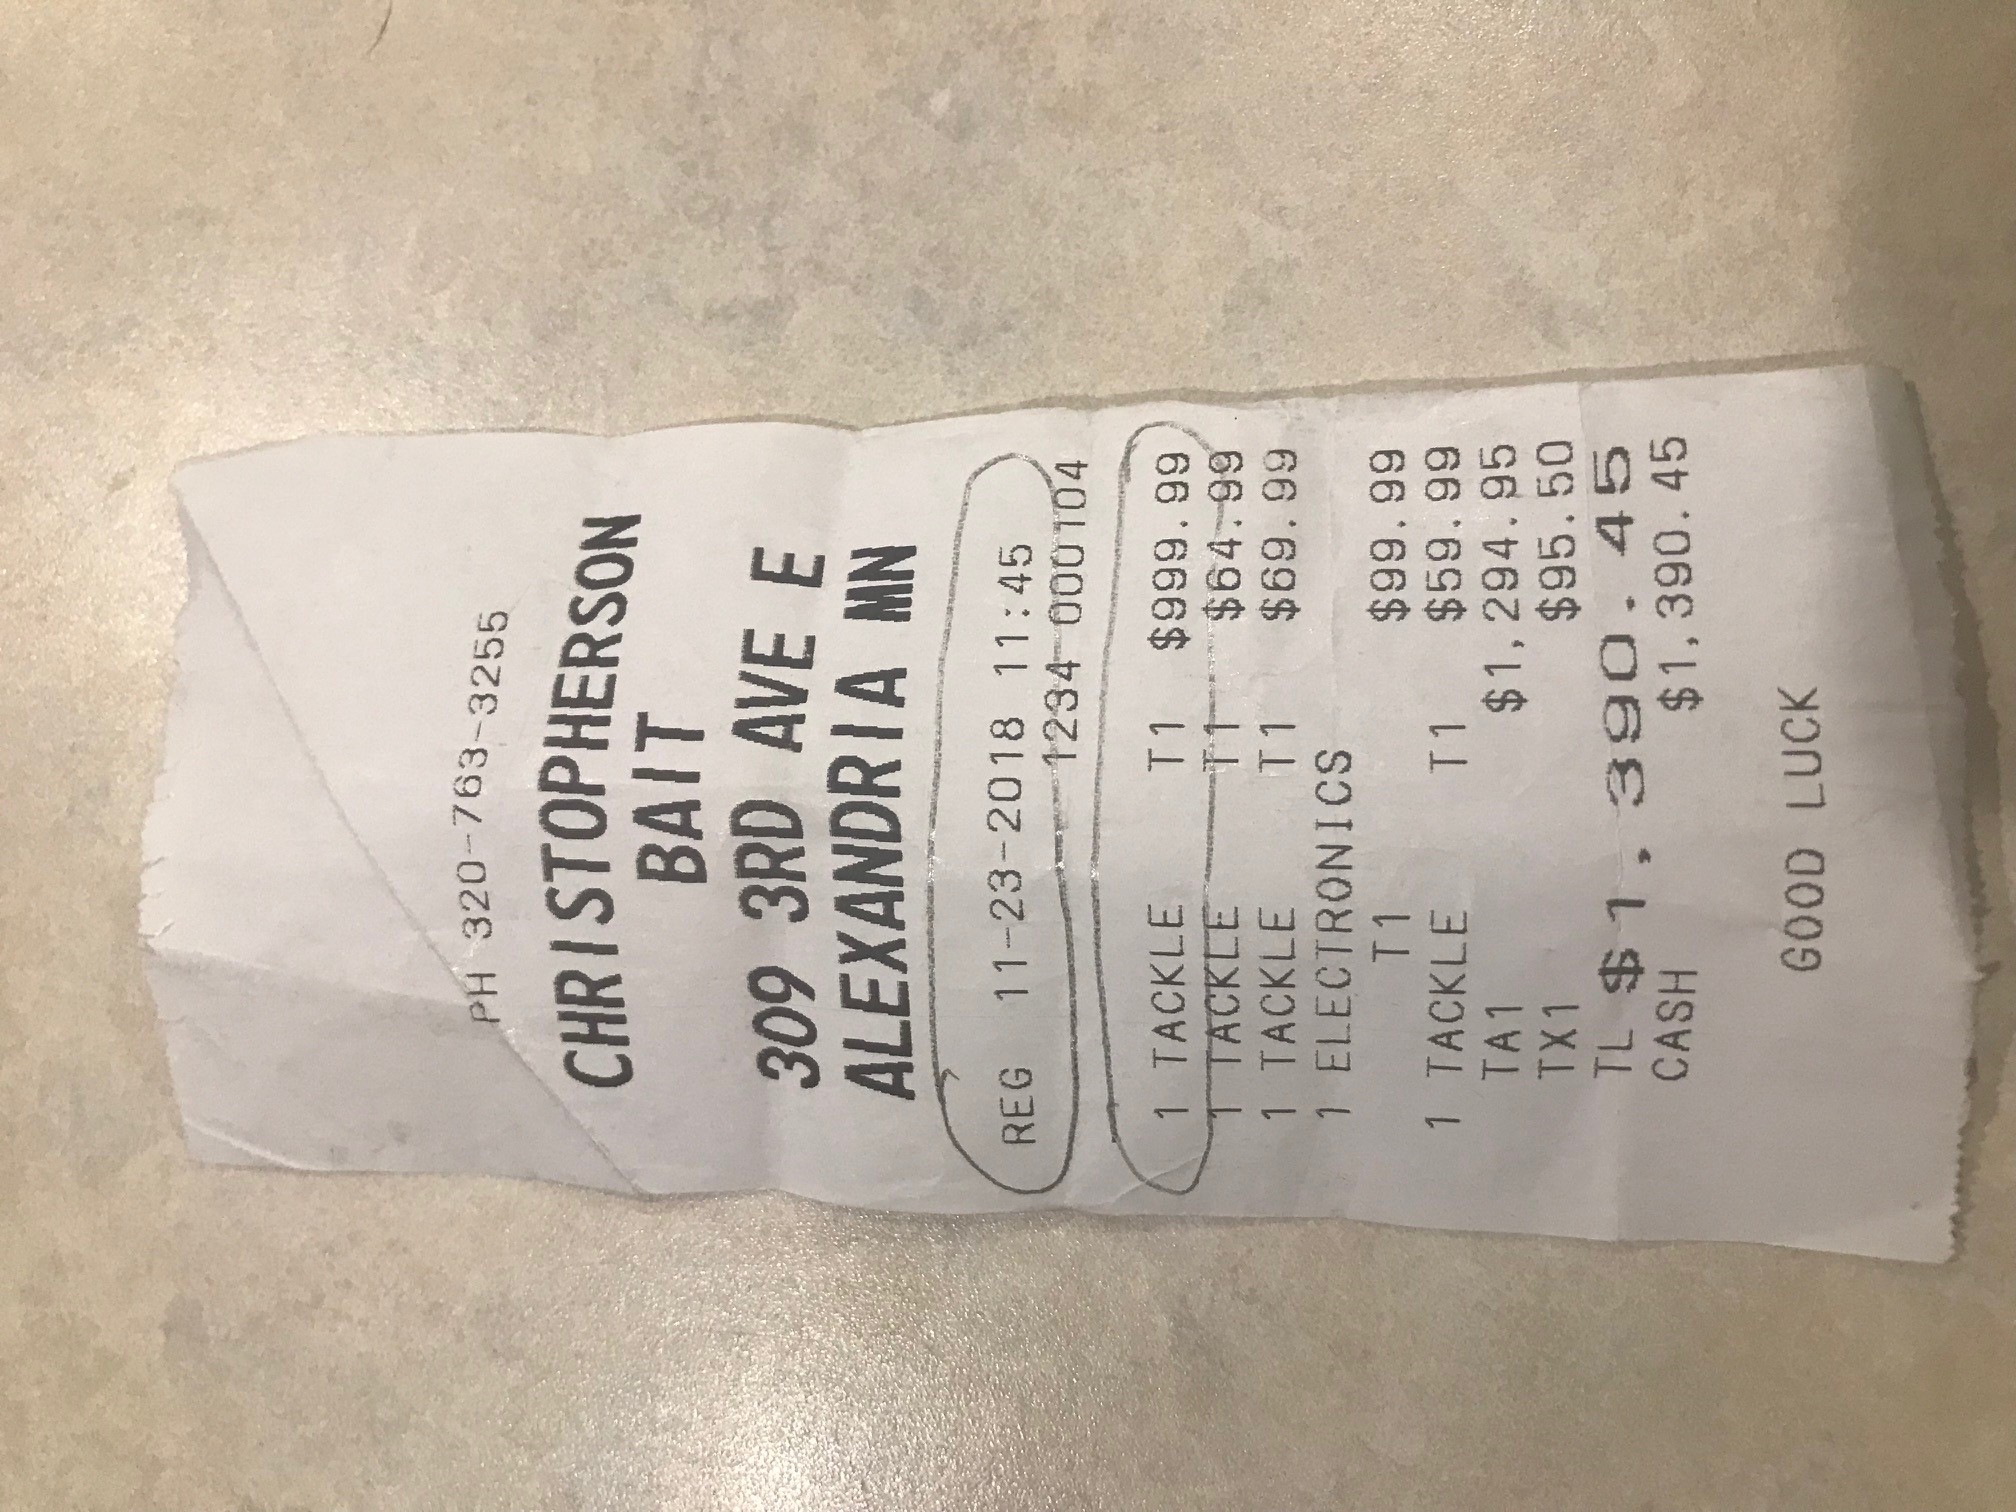 PH 320-763-3255
CHRISTOPHERSON
BAIT
309 3RD AVE E
ALEXANDRIA MN
REG 11-23-2018 11:45
1234 000104
1 TACKLE T1 $999.99
1 TACKLE T1 $64.99
1 TACKLE T1 $69.99
1 ELECTRONICS
T1 $99.99
1 TACKLE T1 $59.99
TA1 $1,294.95
TX1 $95.50
TL $1,390.45
CASH $1,390.45
GOOD LUCK